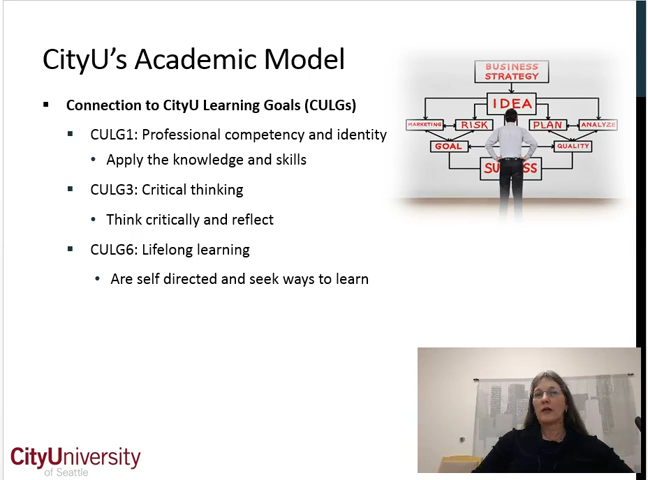 CityU's Academic Model
Connection to CityU Learning Goals (CULGs)
CULG1: Professional competency and identity
Apply the knowledge and skills
CULG3: Critical thinking
Think critically and reflect
CULG6: Lifelong learning
Are self directed and seek ways to learn
BUSINESS
STRATEGY
IDEA
MARKETING
RISK
PLAN
ANALYZE
GOAL
QUALITY
CityUniversity
of Seattle